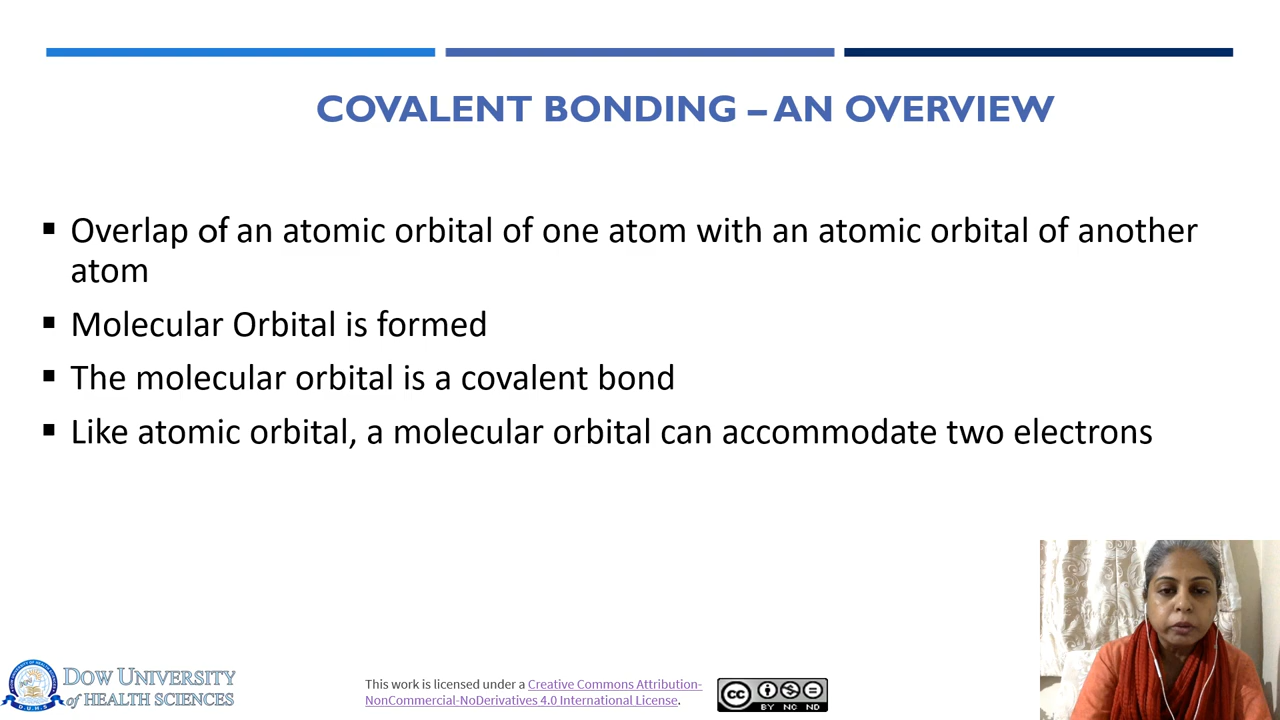 COVALENT BONDING – AN OVERVIEW
▪ Overlap of an atomic orbital of one atom with an atomic orbital of another
atom
▪ Molecular Orbital is formed
▪ The molecular orbital is a covalent bond
▪ Like atomic orbital, a molecular orbital can accommodate two electrons
DOW UNIVERSITY
of HEALTH SCIENCES
This work is licensed under a Creative Commons Attribution-
NonCommercial-NoDerivatives 4.0 International License.
cc
BY NC ND